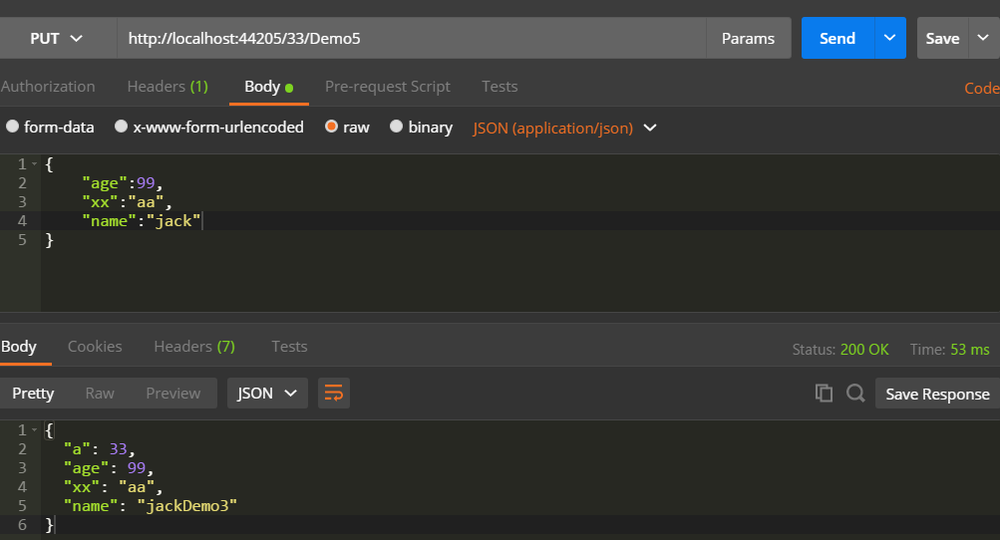 PUT http://localhost:44205/33/Demo5 Params Send Save
Authorization Headers (1) Body Pre-request Script Tests Code
form-data x-www-form-urlencoded raw binary JSON (application/json)
1 {
2 "age":99,
3 "xx":"aa",
4 "name":"jack"
5 }
Body Cookies Headers (7) Tests Status: 200 OK Time: 53 ms
Pretty Raw Preview JSON Save Response
1 {
2 "a": 33,
3 "age": 99,
4 "xx": "aa",
5 "name": "jackDemo3"
6 }